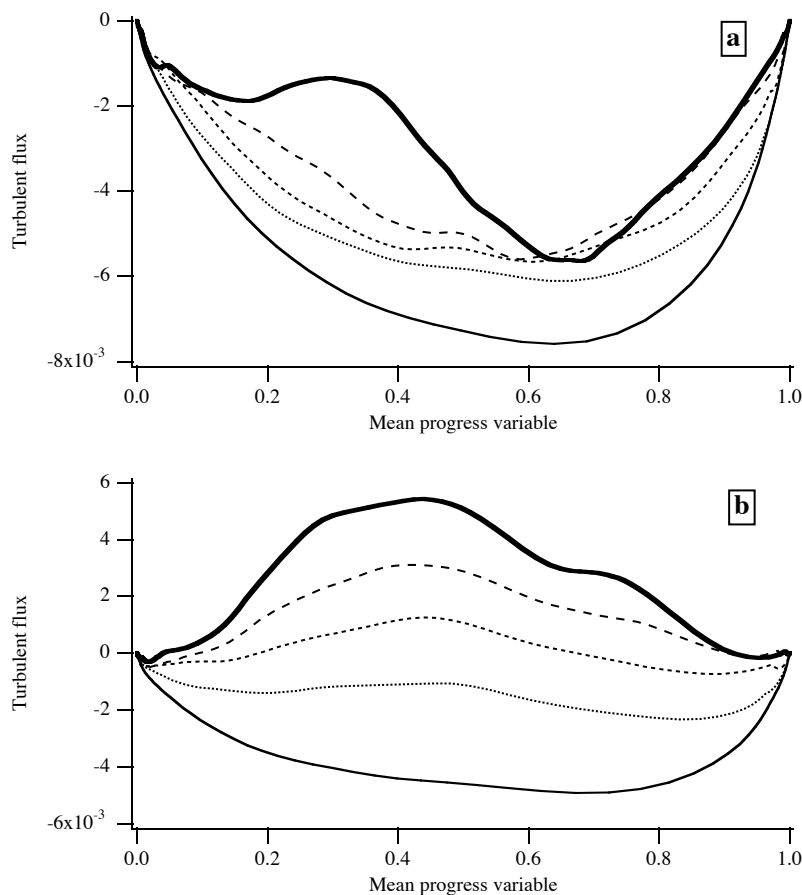 0
a
-2
-4
-6
-8x10-3
Turbulent flux
0.0 0.2 0.4 0.6 0.8 1.0
Mean progress variable
6
b
4
2
0
-2
-4
-6x10-3
Turbulent flux
0.0 0.2 0.4 0.6 0.8 1.0
Mean progress variable